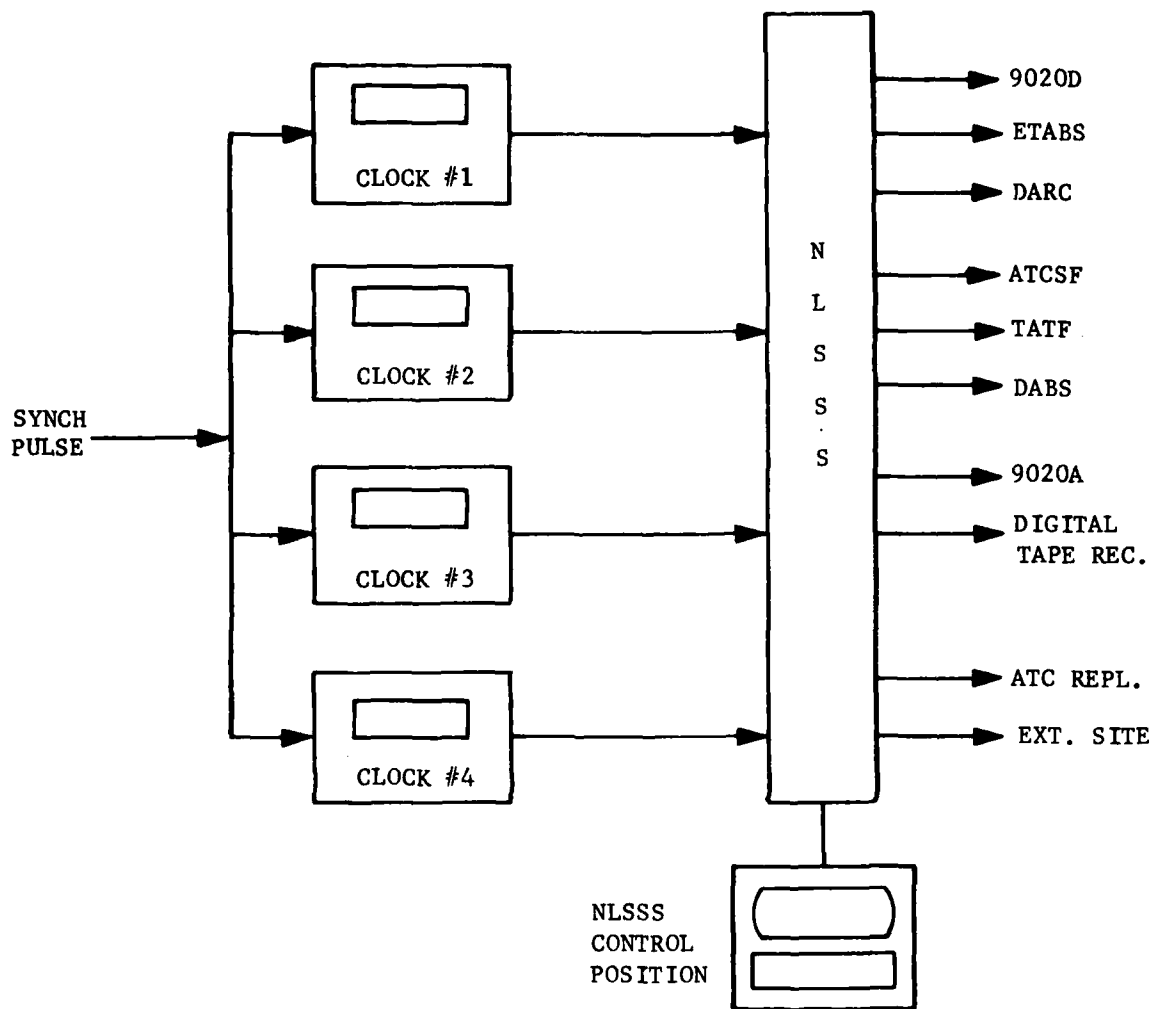 SYNCH
PULSE
CLOCK #1
CLOCK #2
CLOCK #3
CLOCK #4
N
L
S
S
S
9020D
ETABS
DARC
ATCSF
TATF
DABS
9020A
DIGITAL
TAPE REC.
ATC REPL.
EXT. SITE
NLSSS
CONTROL
POSITION